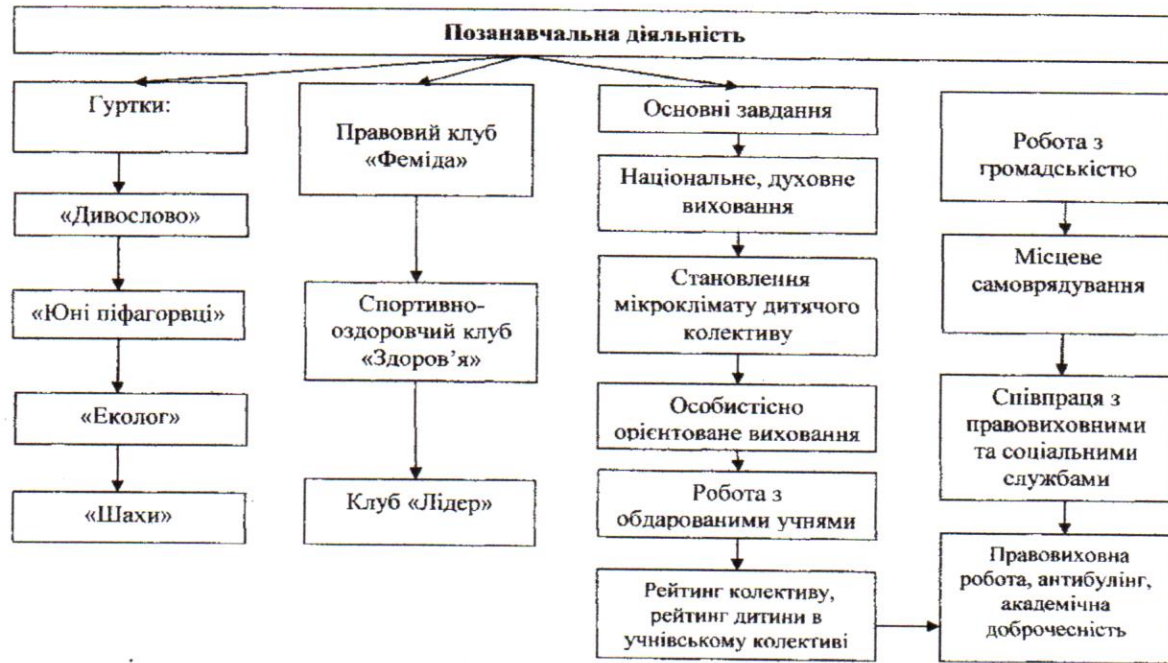 Позанавчальна діяльність
Гуртки:
«Дивослово»
«Юні піфагорвці»
«Еколог»
«Шахи»
Правовий клуб
«Феміда»
Спортивно-
оздоровчий клуб
«Здоров’я»
Клуб «Лідер»
Основні завдання
Національне, духовне
виховання
Становлення
мікроклімату дитячого
колективу
Особистісно
орієнтоване виховання
Робота з
обдарованими учнями
Рейтинг колективу,
рейтинг дитини в
учнівському колективі
Робота з
громадськістю
Місцеве
самоврядування
Співпраця з
правовиховними
та соціальними
службами
Правовиховна
робота, антибулінг,
академічна
доброчесність